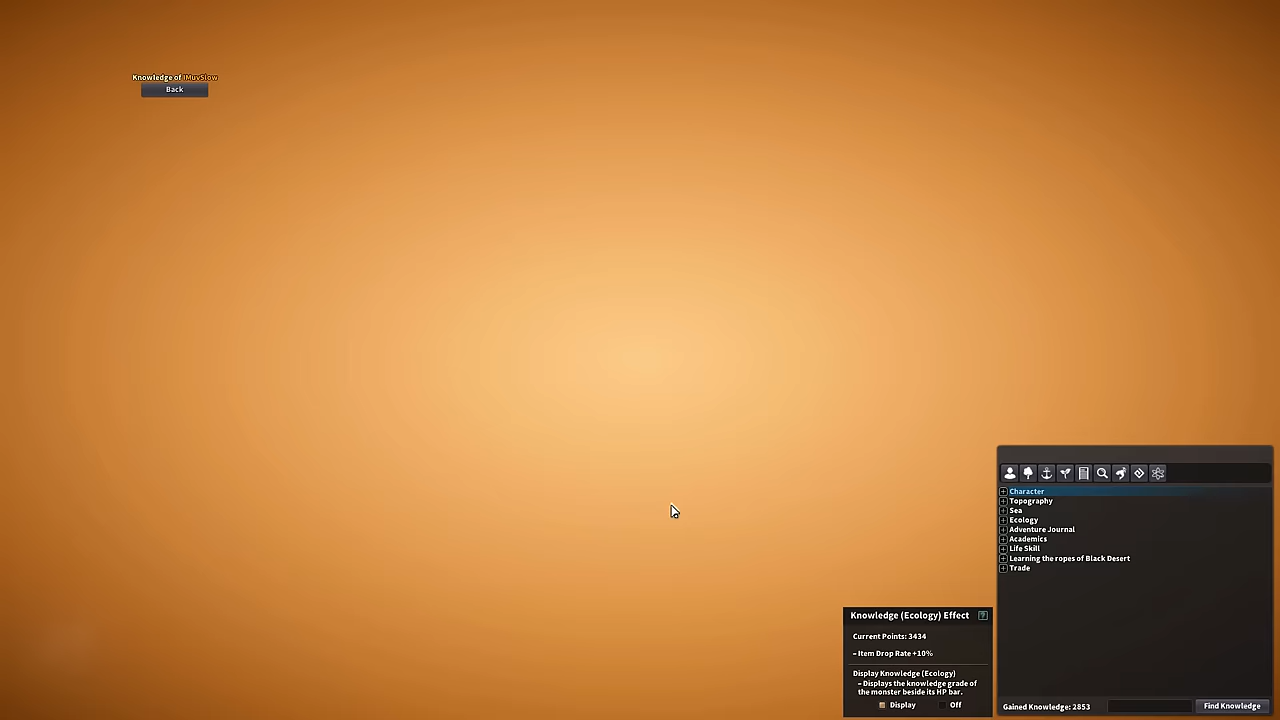 Knowledge of IMuvSlow
Back
Character
Topography
Sea
Ecology
Adventure Journal
Academics
Life Skill
Learning the ropes of Black Desert
Trade
Knowledge (Ecology) Effect ?
Current Points: 3434
- Item Drop Rate +10%
Display Knowledge (Ecology)
- Displays the knowledge grade of
the monster beside its HP bar.
Display Off
Gained Knowledge: 2853
Find Knowledge